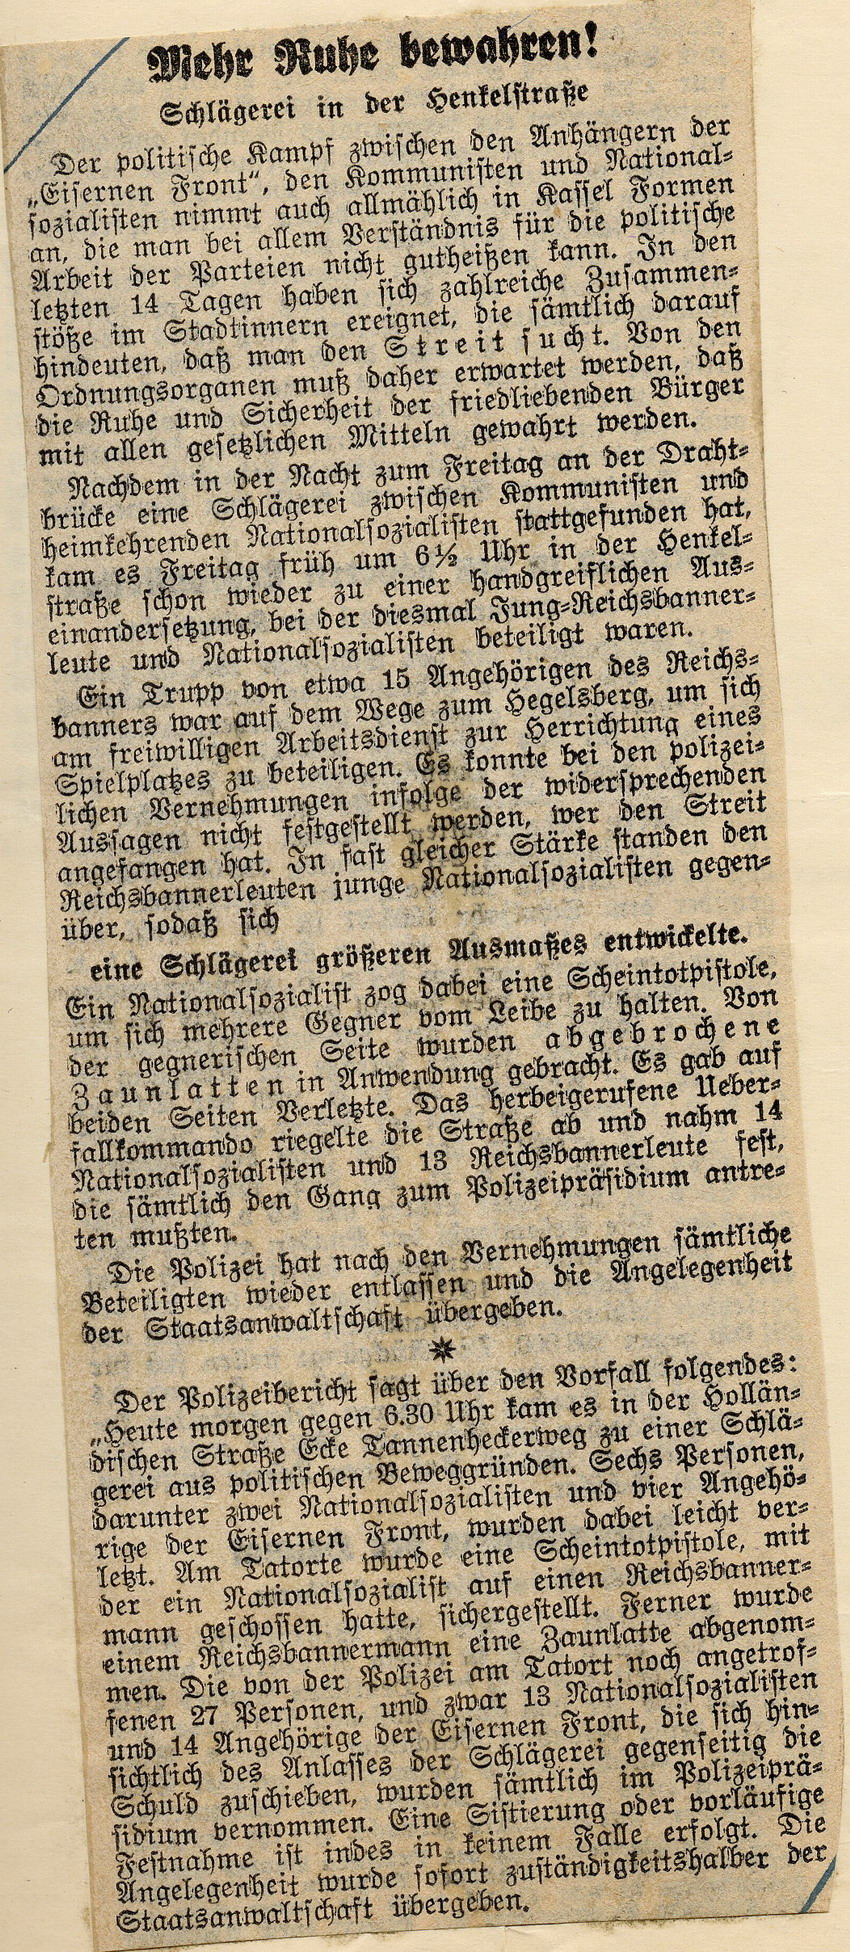 Mehr Ruhe bewahren!
Schlägerei in der Henkelstraße
Der politische Kampf zwischen den Anhängern der
„Eisernen Front“, den Kommunisten und National-
sozialisten nimmt auch allmählich in Kassel Formen
an, die man bei allem Verständnis für die politische
Arbeit der Parteien nicht gutheißen kann. In den
letzten 14 Tagen haben sich zahlreiche Zusammen-
stöße im Stadtinnern ereignet, die sämtlich darauf
hindeuten, daß man den Streit sucht. Von den
Ordnungsorganen muß daher erwartet werden, daß
die Ruhe und Sicherheit der friedliebenden Bürger
mit allen gesetzlichen Mitteln gewahrt werden.
Nachdem in der Nacht zum Freitag an der Draht-
brücke eine Schlägerei zwischen Kommunisten und
heimkehrenden Nationalsozialisten stattgefunden hat,
kam es Freitag früh um 6½ Uhr in der Henkel-
straße schon wieder zu einer handgreiflichen Aus-
einandersetzung, bei der diesmal Jung-Reichsbanner-
leute und Nationalsozialisten beteiligt waren.
Ein Trupp von etwa 15 Angehörigen des Reichs-
banners war auf dem Wege zum Hegelsberg, um sich
am freiwilligen Arbeitsdienst zur Herrichtung eines
Spielplatzes zu beteiligen. Es konnte bei den polizei-
lichen Vernehmungen infolge der widersprechenden
Aussagen nicht festgestellt werden, wer den Streit
angefangen hat. In fast gleicher Stärke standen den
Reichsbannerleuten junge Nationalsozialisten gegen-
über, sodaß sich
eine Schlägerei größeren Ausmaßes entwickelte.
Ein Nationalsozialist zog dabei eine Scheintotpistole,
um sich mehrere Gegner vom Leibe zu halten. Von
der gegnerischen Seite wurden abgebrochene
Zaunlatten in Anwendung gebracht. Es gab auf
beiden Seiten Verletzte. Das herbeigerufene Ueber-
fallkommando riegelte die Straße ab und nahm 14
Nationalsozialisten und 13 Reichsbannerleute fest,
die sämtlich den Gang zum Polizeipräsidium antre-
ten mußten.
Die Polizei hat nach den Vernehmungen sämtliche
Beteiligten wieder entlassen und die Angelegenheit
der Staatsanwaltschaft übergeben.
Der Polizeibericht sagt über den Vorfall folgendes:
„Heute morgen gegen 6.30 Uhr kam es in der Hollän-
dischen Straße Ecke Tannenheckerweg zu einer Schlä-
gerei aus politischen Beweggründen. Sechs Personen,
darunter zwei Nationalsozialisten und vier Angehö-
rige der Eisernen Front, wurden dabei leicht ver-
letzt. Am Tatorte wurde eine Scheintotpistole, mit
der ein Nationalsozialist auf einen Reichsbanner-
mann geschossen hatte, sichergestellt. Ferner wurde
einem Reichsbannermann eine Zaunlatte abgenom-
men. Die von der Polizei am Tatort noch angetrof-
fenen 27 Personen, und zwar 13 Nationalsozialisten
und 14 Angehörige der Eisernen Front, die sich hin-
sichtlich des Anlasses der Schlägerei gegenseitig die
Schuld zuschieben, wurden sämtlich im Polizeiprä-
sidium vernommen. Eine Sistierung oder vorläufige
Festnahme ist indes in keinem Falle erfolgt. Die
Angelegenheit wurde sofort zuständigkeitshalber der
Staatsanwaltschaft übergeben.